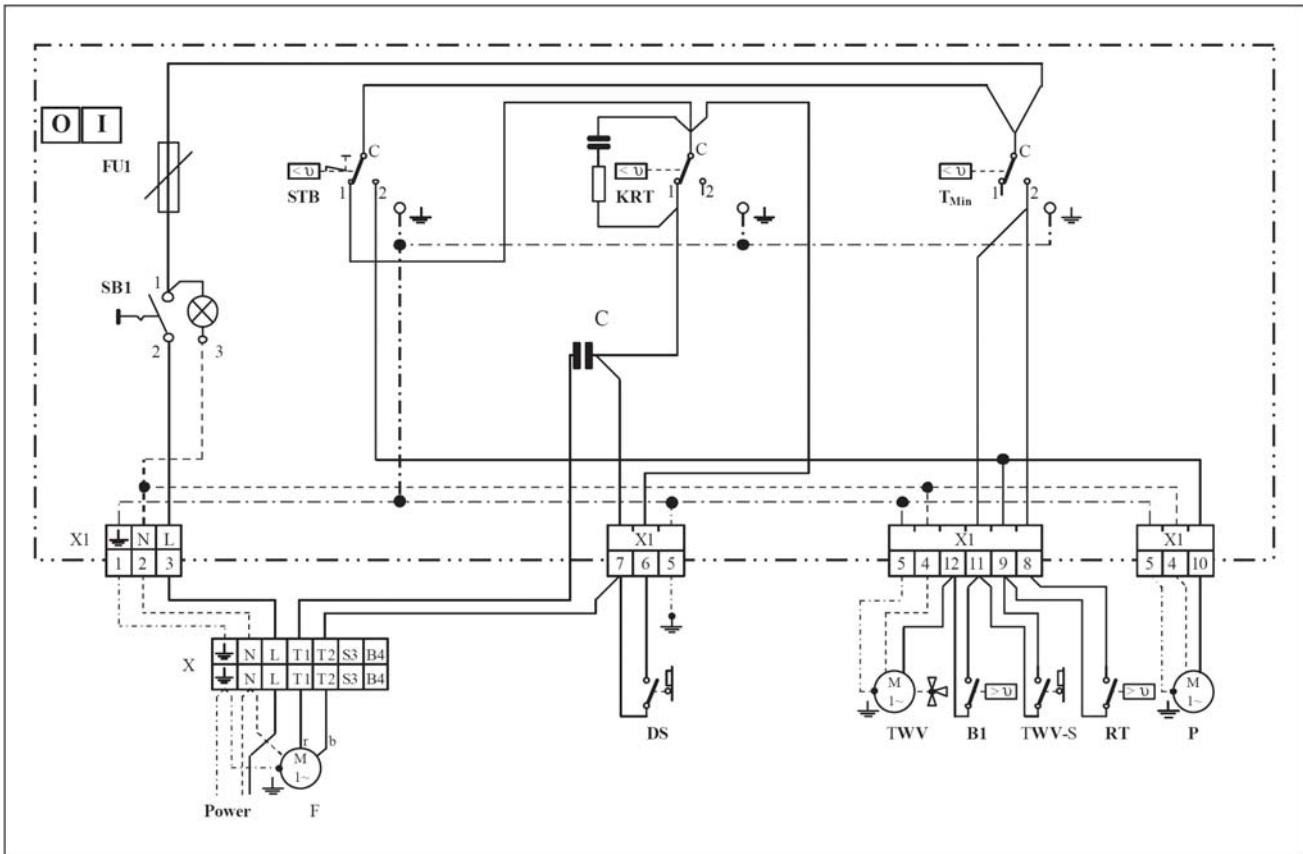 O I
FU1
C
C
C
< υ
< υ
< υ
STB
1
2
KRT
1
2
TMin
1
2
1
SB1
2
3
C
X1
N L
X1
X1
X1
1 2 3
7 6 5
5 4 12 11 9 8
5 4 10
X
N L T1 T2 S3 B4
N L T1 T2 S3 B4
M
1~
TWV
> υ
B1
TWV-S
> υ
RT
M
1~
P
DS
r
b
M
1~
Power
F